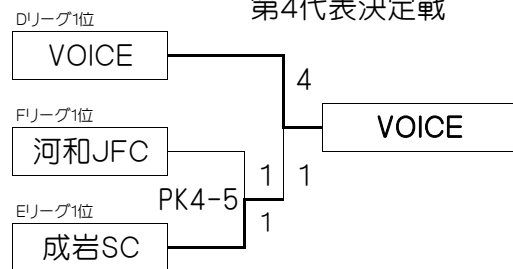 第4代表決定戦
Dリーグ1位
VOICE
4
VOICE
Fリーグ1位
河和JFC
1
1
PK4-5
Eリーグ1位
1
成岩SC